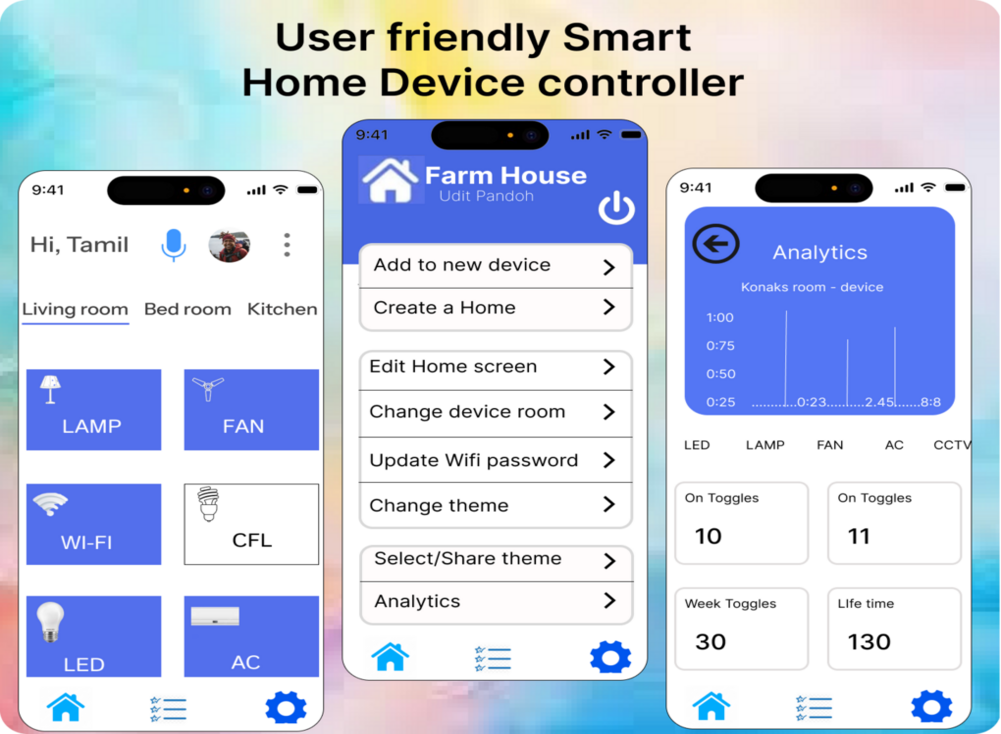 User friendly Smart
Home Device controller
9:41
Hi, Tamil
Living room Bed room Kitchen
LAMP
FAN
WI-FI
CFL
LED
AC
9:41
Farm House
Udit Pandoh
Add to new device
Create a Home
Edit Home screen
Change device room
Update Wifi password
Change theme
Select/Share theme
Analytics
9:41
Analytics
Konaks room - device
1:00
0:75
0:50
0:25 ............0:23.........2.45......8:8
LED LAMP FAN AC CCTV
On Toggles
10
On Toggles
11
Week Toggles
30
LIfe time
130